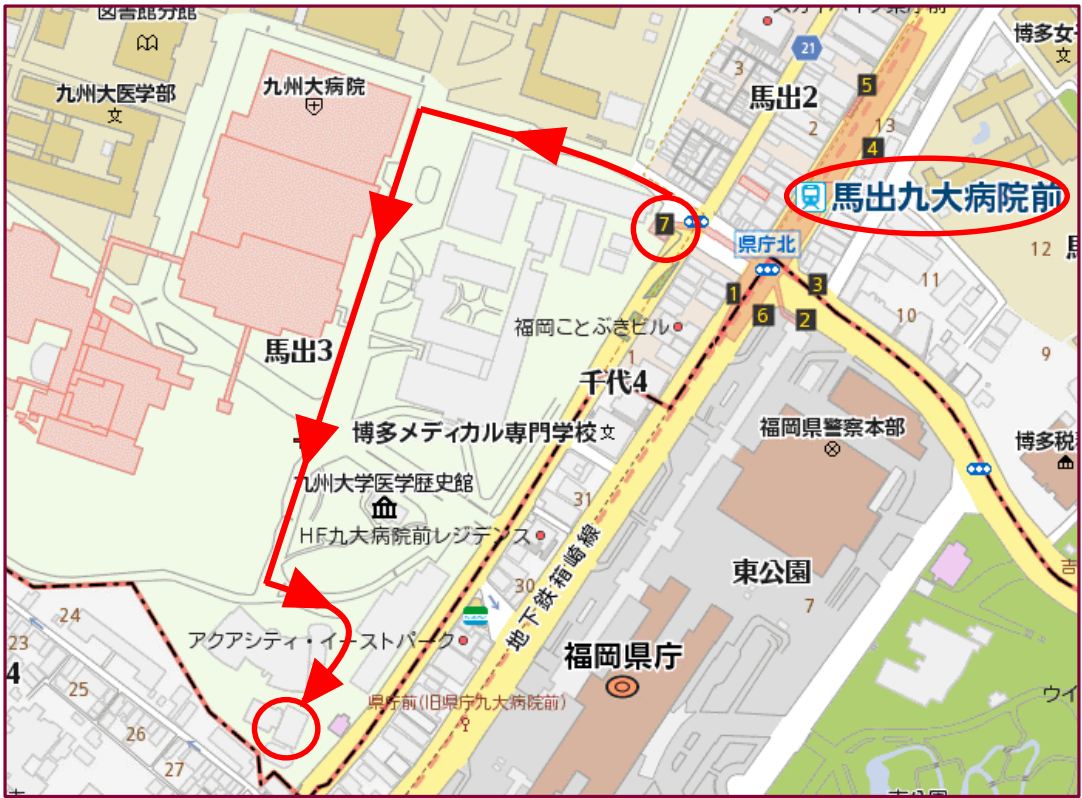 図書館分館
九州大医学部
九州大病院
21
3
馬出2
2
5
13
4
馬出九大病院前
博多女
7
県庁北
12
1
3
6
2
11
10
9
福岡ことぶきビル
1
馬出3
千代4
博多メディカル専門学校
福岡県警察本部
博多税
九州大学医学歴史館
31
HF九大病院前レジデンス
地下鉄箱崎線
30
東公園
7
吉
24
23
4
アクアシティ・イーストパーク
福岡県庁
25
県庁前(旧県庁九大病院前)
ウイ
26
27